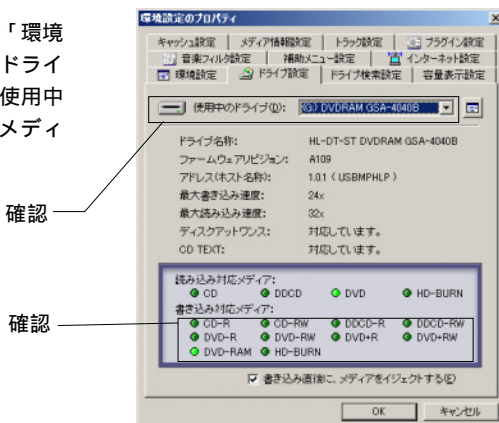 「環境
ドライ
使用中
メディ
確認
確認
環境設定のプロパティ
キャッシュ設定 メディア情報設定 トラック設定 プラグイン設定
音楽フィルタ設定 補助メニュー設定 インターネット設定
環境設定 ドライブ設定 ドライブ検索設定 容量表示設定
使用中のドライブ(D): (G:) DVDRAM GSA-4040B
ドライブ名称: HL-DT-ST DVDRAM GSA-4040B
ファームウェアリビジョン: A109
アドレス(ホスト名称): 1:0:1 ( USBMPHLP )
最大書き込み速度: 24x
最大読み込み速度: 32x
ディスクアットワンス: 対応しています。
CD TEXT: 対応しています。
読み込み対応メディア:
CD DDCD DVD HD-BURN
書き込み対応メディア:
CD-R CD-RW DDCD-R DDCD-RW
DVD-R DVD-RW DVD+R DVD+RW
DVD-RAM HD-BURN
書き込み直後に、メディアをイジェクトする(E)
OK キャンセル